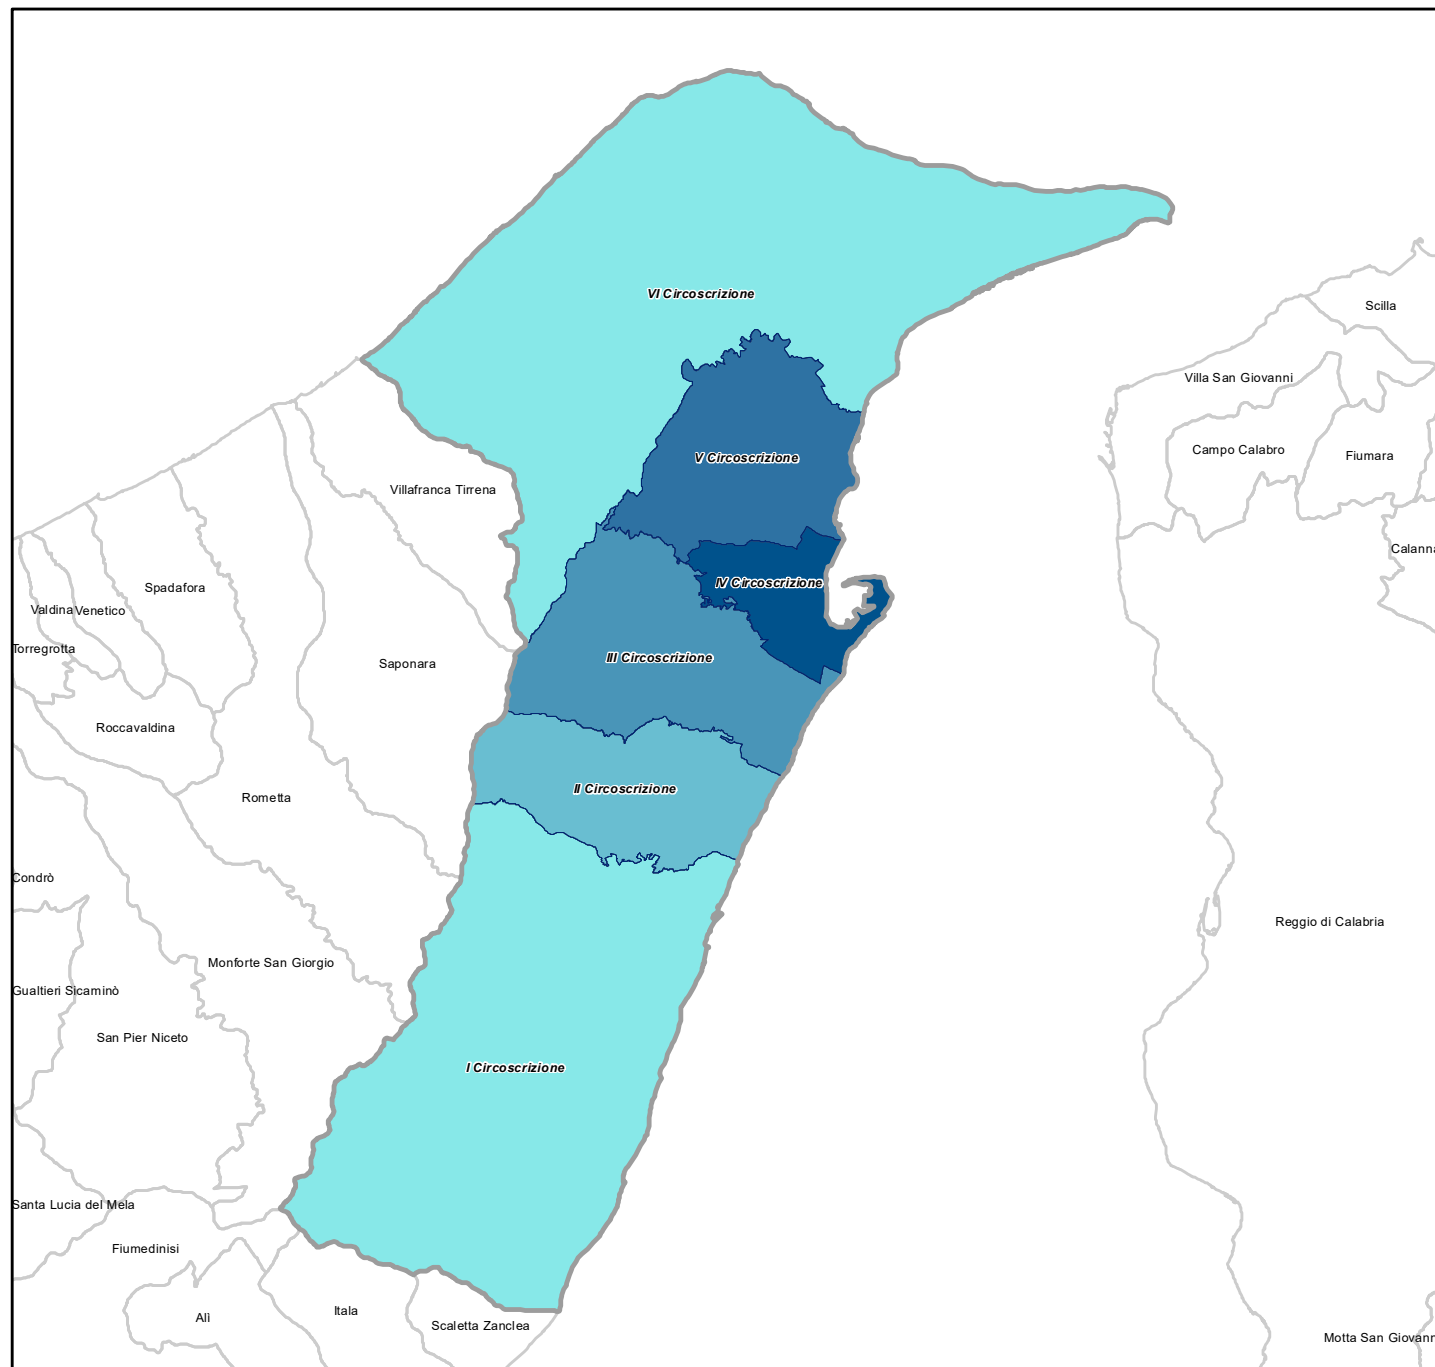 VI Circoscrizione
Scilla
Villa San Giovanni
V Circoscrizione
Campo Calabro
Fiumara
Villafranca Tirrena
Calanna
Spadafora
IV Circoscrizione
Valdina
Venetico
Torregrotta
III Circoscrizione
Saponara
Roccavaldina
II Circoscrizione
Rometta
Condrò
Reggio di Calabria
Monforte San Giorgio
Gualtieri Sicaminò
San Pier Niceto
I Circoscrizione
Santa Lucia del Mela
Fiumedinisi
Itala
Alì
Scaletta Zanclea
Motta San Giovann